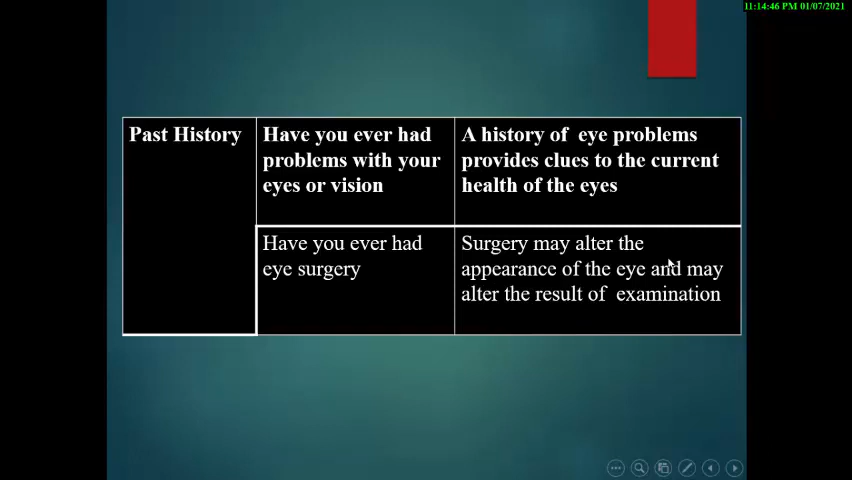 11:14:46 PM 01/07/2021
Past History
Have you ever had
problems with your
eyes or vision
A history of eye problems
provides clues to the current
health of the eyes
Have you ever had
eye surgery
Surgery may alter the
appearance of the eye and may
alter the result of examination